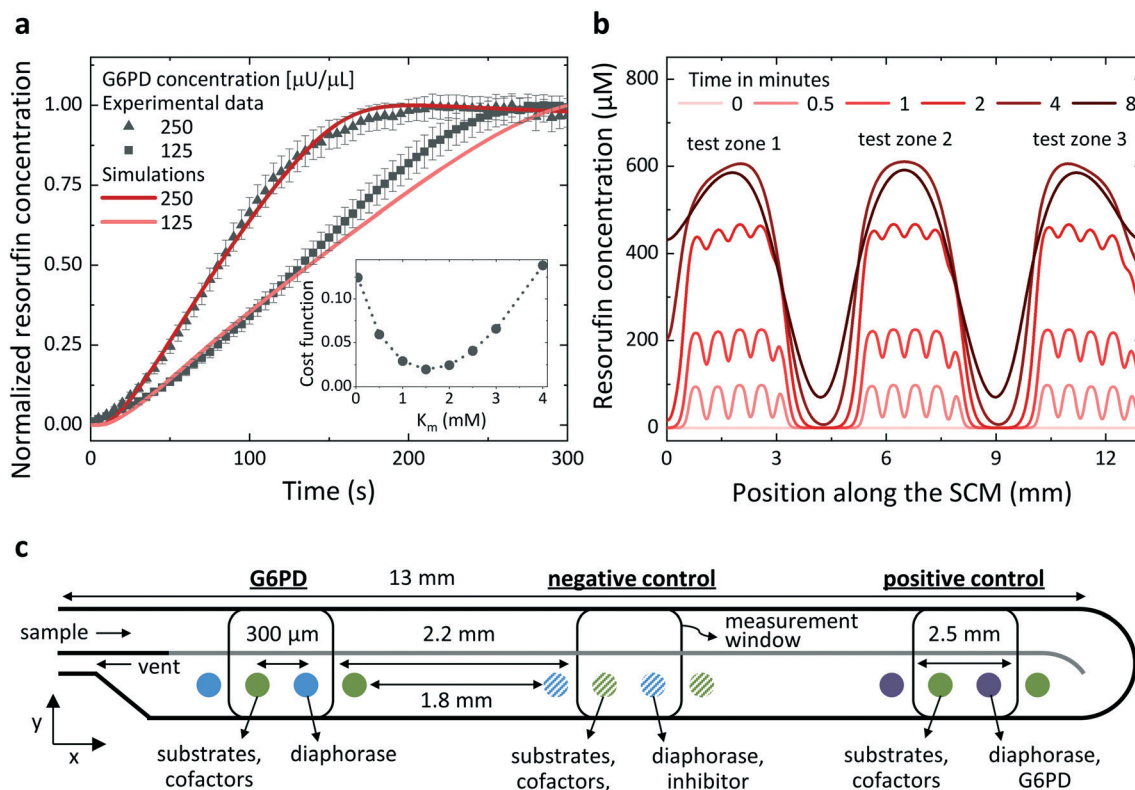 a
G6PD concentration [μU/μL]
Experimental data
250
125
Simulations
250
125
Normalized resorufin concentration
1.00
0.75
0.50
0.25
0.00
0 100 200 300
Time (s)
Cost function
0.10
0.05
0.00
0 1 2 3 4
Km (mM)
b
Time in minutes
0 0.5 1 2 4 8
test zone 1 test zone 2 test zone 3
Resorufin concentration (μM)
800
600
400
200
0
0 3 6 9 12
Position along the SCM (mm)
c
G6PD 13 mm negative control positive control
sample 300 μm 2.2 mm measurement window 2.5 mm
vent
1.8 mm
y
x
substrates, cofactors
diaphorase
substrates, cofactors,
diaphorase, inhibitor
substrates, cofactors
diaphorase, G6PD